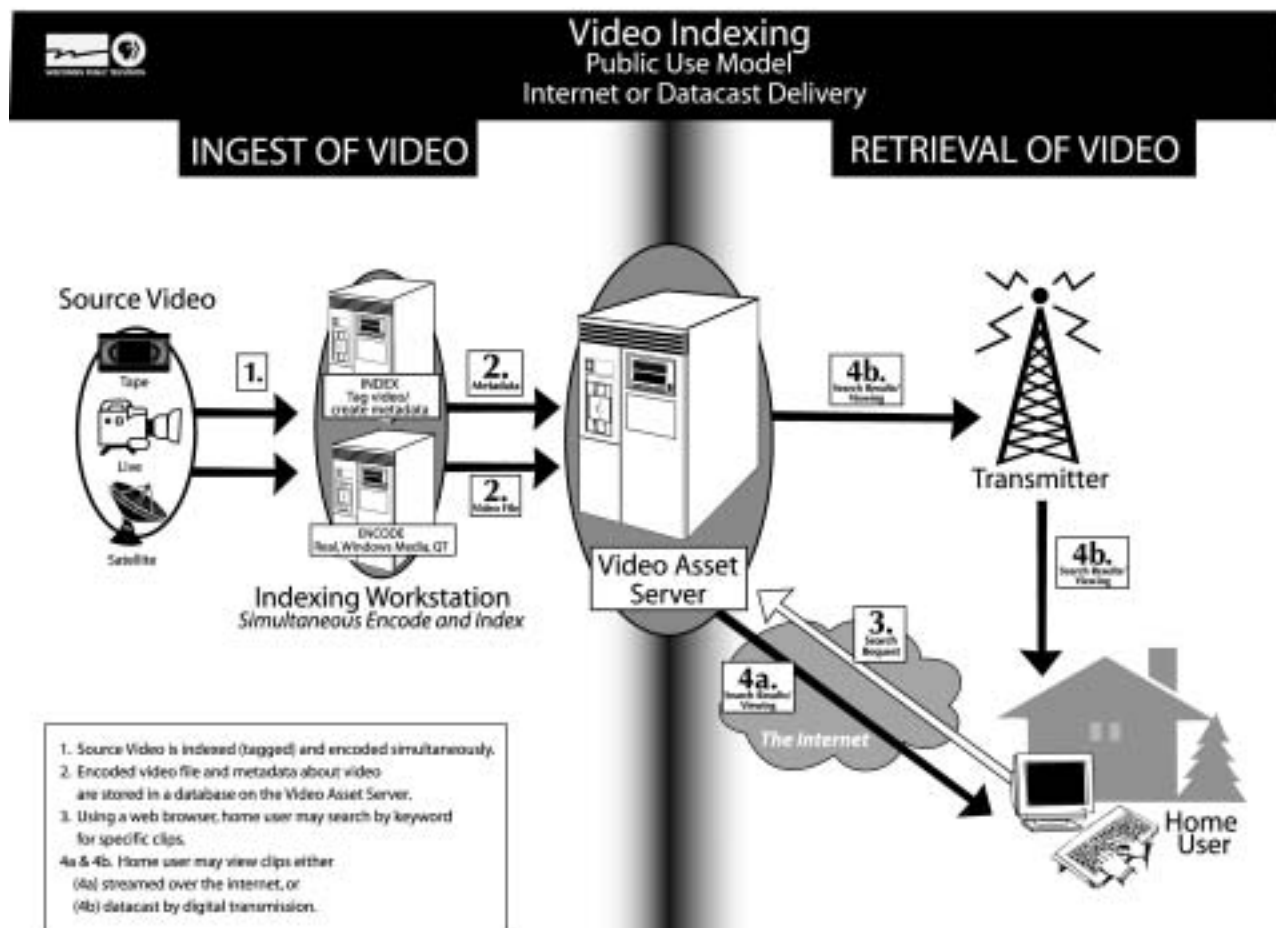 Video Indexing
Public Use Model
Internet or Datacast Delivery
WISCONSIN PUBLIC TELEVISION
INGEST OF VIDEO
RETRIEVAL OF VIDEO
Source Video
Tape
Live
Satellite
1.
INDEX
Tag video/
create metadata
ENCODE
Real, Windows Media, QT
Indexing Workstation
Simultaneous Encode and Index
2.
Metadata
2.
Video File
Video Asset
Server
4b.
Search Results/
Viewing
Transmitter
4b.
Search Results/
Viewing
3.
Search
Request
4a.
Search Results/
Viewing
The Internet
Home
User
1. Source Video is indexed (tagged) and encoded simultaneously.
2. Encoded video file and metadata about video
are stored in a database on the Video Asset Server.
3. Using a web browser, home user may search by keyword
for specific clips.
4a & 4b. Home user may view clips either
(4a) streamed over the internet, or
(4b) datacast by digital transmission.